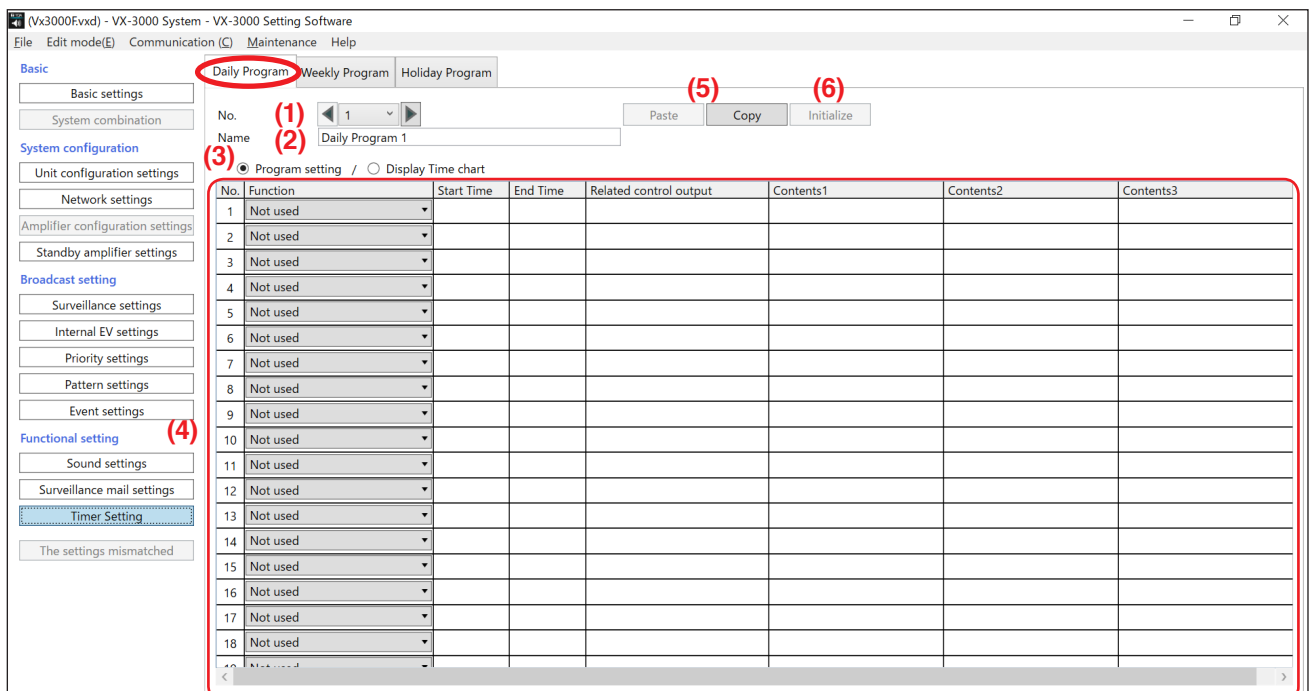 (Vx3000F.vxd) - VX-3000 System - VX-3000 Setting Software
File Edit mode(E) Communication (C) Maintenance Help
Basic
Basic settings
System combination
System configuration
Unit configuration settings
Network settings
Amplifier configuration settings
Standby amplifier settings
Broadcast setting
Surveillance settings
Internal EV settings
Priority settings
Pattern settings
Event settings
(4)
Functional setting
Sound settings
Surveillance mail settings
Timer Setting
The settings mismatched
Daily Program Weekly Program Holiday Program
(5) (6)
No. (1) 1 Paste Copy Initialize
Name (2) Daily Program 1
(3) Program setting / Display Time chart
No. Function Start Time End Time Related control output Contents1 Contents2 Contents3
1 Not used
2 Not used
3 Not used
4 Not used
5 Not used
6 Not used
7 Not used
8 Not used
9 Not used
10 Not used
11 Not used
12 Not used
13 Not used
14 Not used
15 Not used
16 Not used
17 Not used
18 Not used